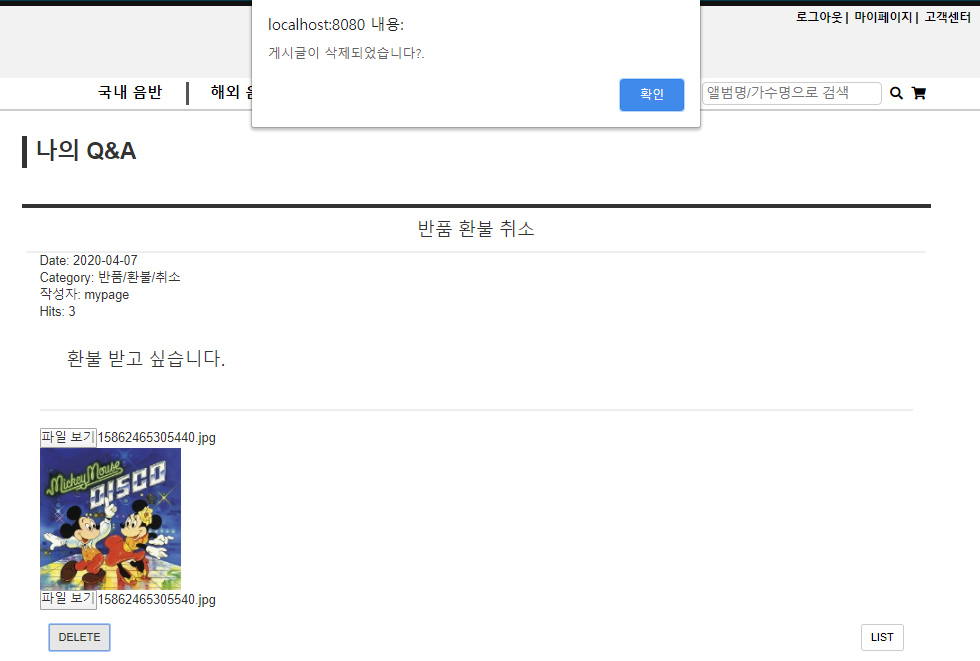 로그아웃 | 마이페이지 | 고객센터
localhost:8080 내용:
게시글이 삭제되었습니다?.
확인
국내 음반 해외 음
앨범명/가수명으로 검색
나의 Q&A
반품 환불 취소
Date: 2020-04-07
Category: 반품/환불/취소
작성자: mypage
Hits: 3
환불 받고 싶습니다.
파일 보기 15862465305440.jpg
Mickey Mouse
DISCO
파일 보기 15862465305540.jpg
DELETE
LIST